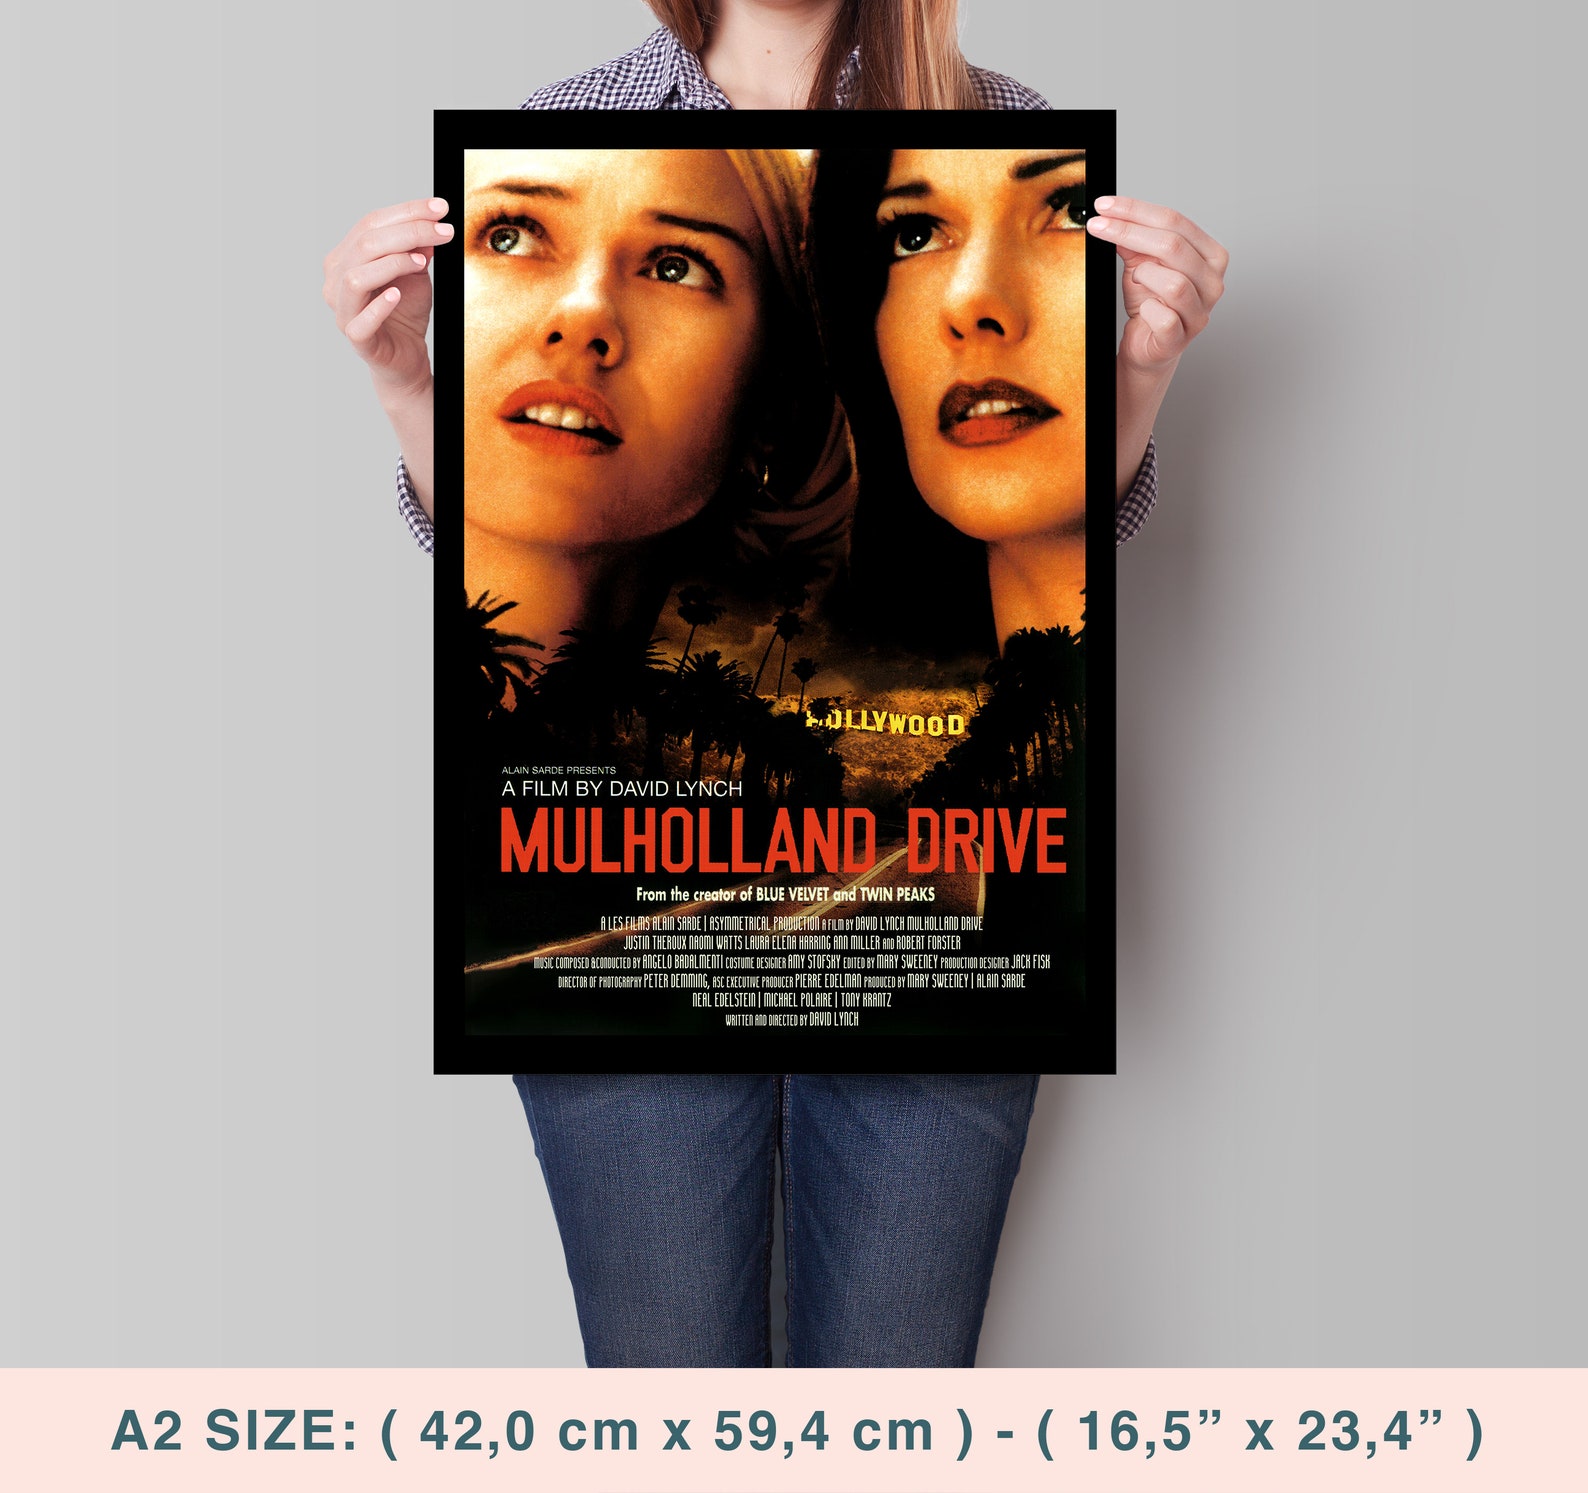 HOLLYWOOD
ALAIN SARDE PRESENTS
A FILM BY DAVID LYNCH
MULHOLLAND DRIVE
From the creator of BLUE VELVET and TWIN PEAKS
A LES FILMS ALAIN SARDE | ASYMMETRICAL PRODUCTION A FILM BY DAVID LYNCH MULHOLLAND DRIVE
JUSTIN THEROUX NAOMI WATTS LAURA ELENA HARRING ANN MILLER AND ROBERT FORSTER
MUSIC COMPOSED &CONDUCTED BY ANGELO BADALMENTI COSTUME DESIGNER AMY STOFSKY EDITED BY MARY SWEENEY PRODUCTION DESIGNER JACK FISK
DIRECTOR OF PHOTOGRAPHY PETER DEMMING, ASC EXECUTIVE PRODUCER PIERRE EDELMAN PRODUCED BY MARY SWEENEY | ALAIN SARDE
NEAL EDELSTEIN | MICHAEL POLAIRE | TONY KRANTZ
WRITTEN AND DIRECTED BY DAVID LYNCH
A2 SIZE: ( 42,0 cm x 59,4 cm ) - ( 16,5” x 23,4” )